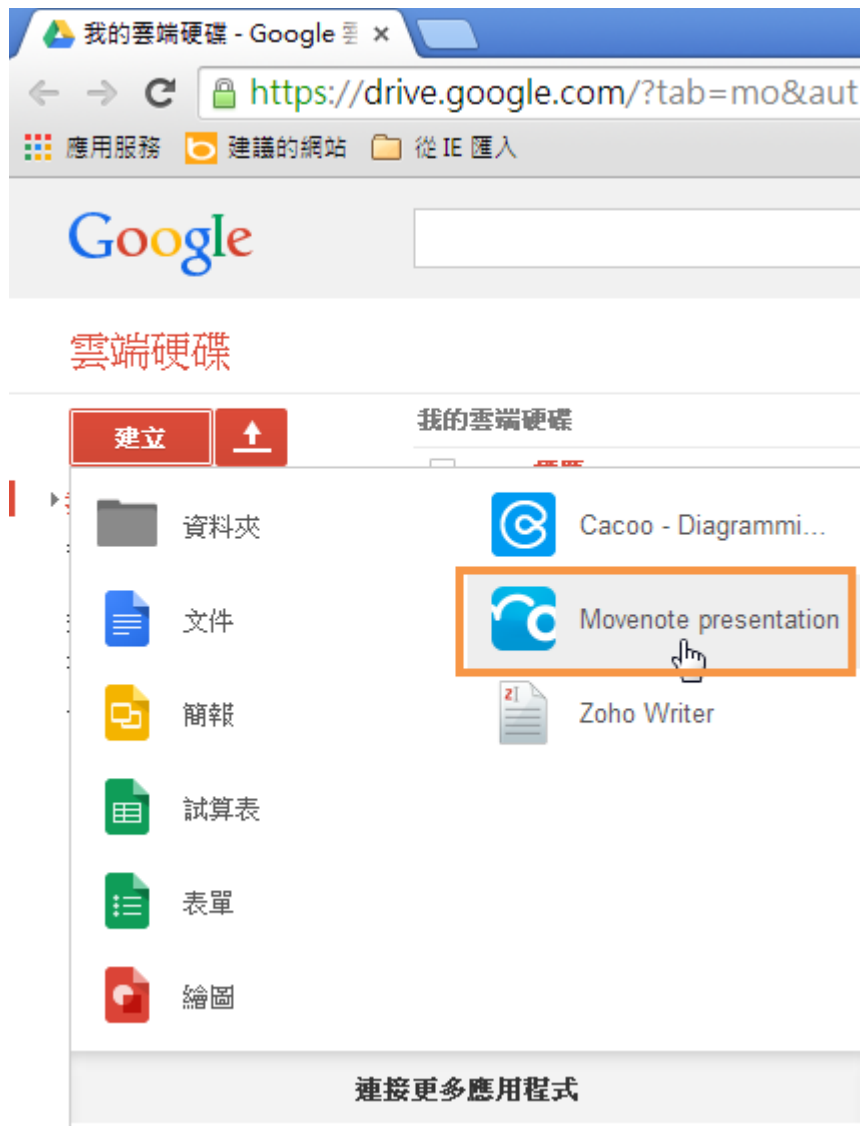 我的雲端硬碟 - Google
https://drive.google.com/?tab=mo&aut
應用服務 建議的網站 從 IE 匯入
Google
雲端硬碟
建立
我的雲端硬碟
標題
資料夾
文件
簡報
試算表
表單
繪圖
Cacoo - Diagrammi...
Movenote presentation
Zoho Writer
連接更多應用程式